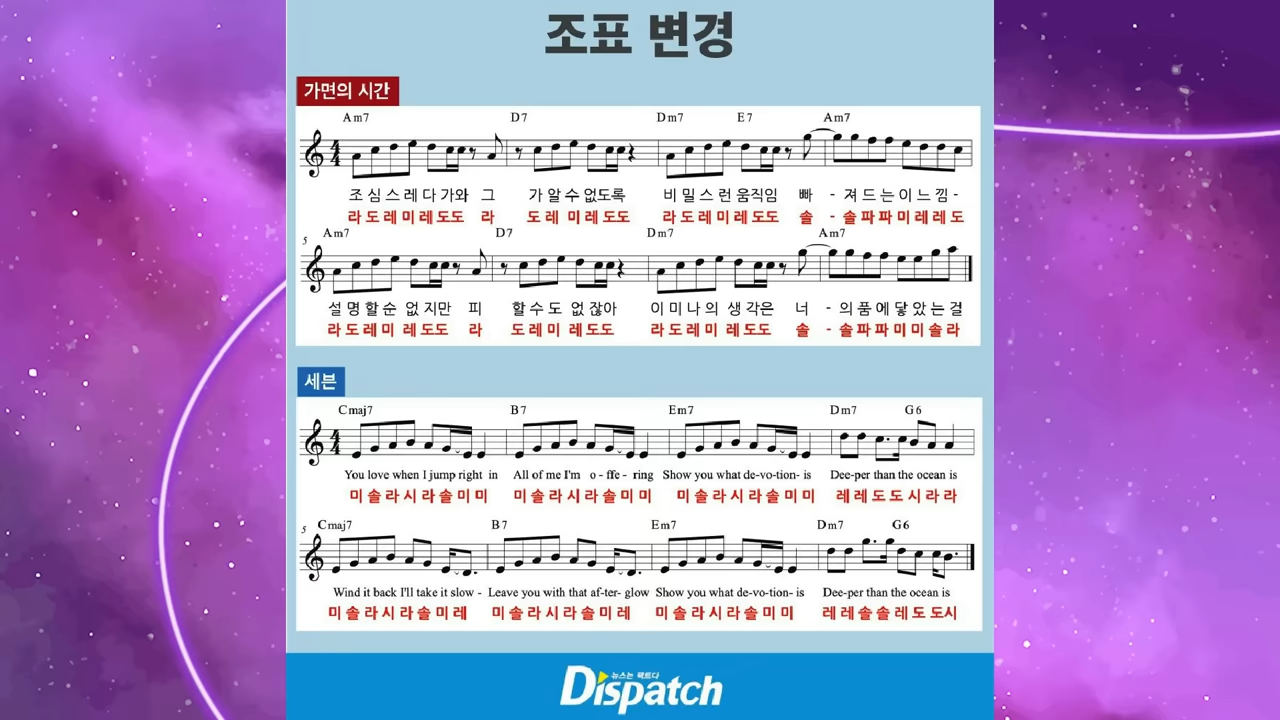 조표 변경
가면의 시간
Am7 D7 Dm7 E7 Am7
조 심 스 레 다 가와 그 가 알 수 없도록 비 밀 스 런 움직임 빠 - 져 드 는 이 느 낌 -
라 도 레 미 레 도도 라 도 레 미 레 도도 라 도 레 미 레 도도 솔 - 솔 파 파 미 레 레 도
5 Am7 D7 Dm7 Am7
설 명 할 순 없 지만 피 할 수 도 없 잖아 이 미 나 의 생 각은 너 - 의 품 에 닿 았 는 걸
라 도 레 미 레 도도 라 도 레 미 레 도도 라 도 레 미 레 도도 솔 - 솔 파 파 미 미 솔 라
세븐
Cmaj7 B7 Em7 Dm7 G6
You love when I jump right in All of me I'm o - ffe - ring Show you what de-vo-tion- is Dee-per than the ocean is
미 솔 라 시 라 솔 미 미 미 솔 라 시 라 솔 미 미 미 솔 라 시 라 솔 미 미 레 레 도 도 시 라 라
5 Cmaj7 B7 Em7 Dm7 G6
Wind it back I'll take it slow - Leave you with that af-ter- glow Show you what de-vo-tion- is Dee-per than the ocean is
미 솔 라 시 라 솔 미 레 미 솔 라 시 라 솔 미 레 미 솔 라 시 라 솔 미 미 레 레 솔 솔 레 도 도시
뉴스는 팩트다
Dispatch